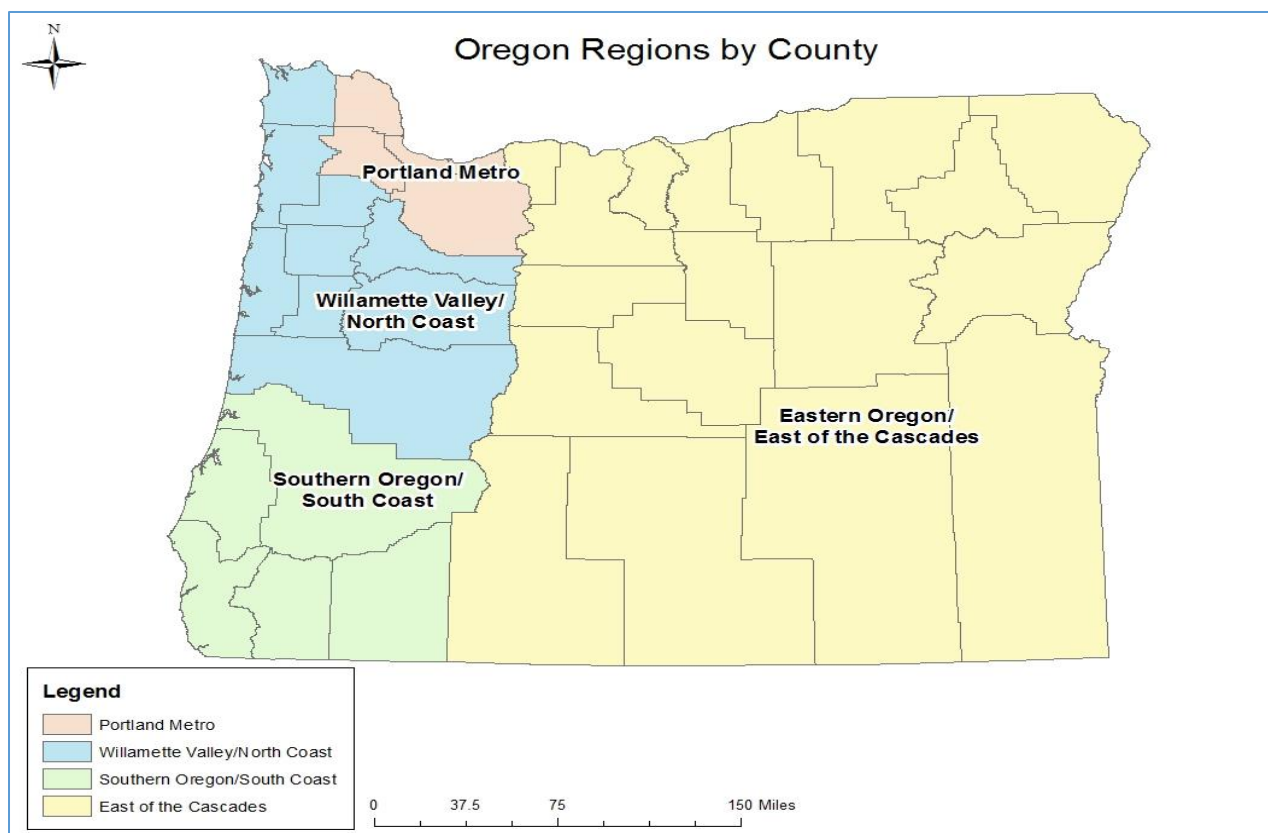 N
Oregon Regions by County
Portland Metro
Willamette Valley/
North Coast
Eastern Oregon/
East of the Cascades
Southern Oregon/
South Coast
Legend
Portland Metro
Willamette Valley/North Coast
Southern Oregon/South Coast
East of the Cascades
0 37.5 75 150 Miles